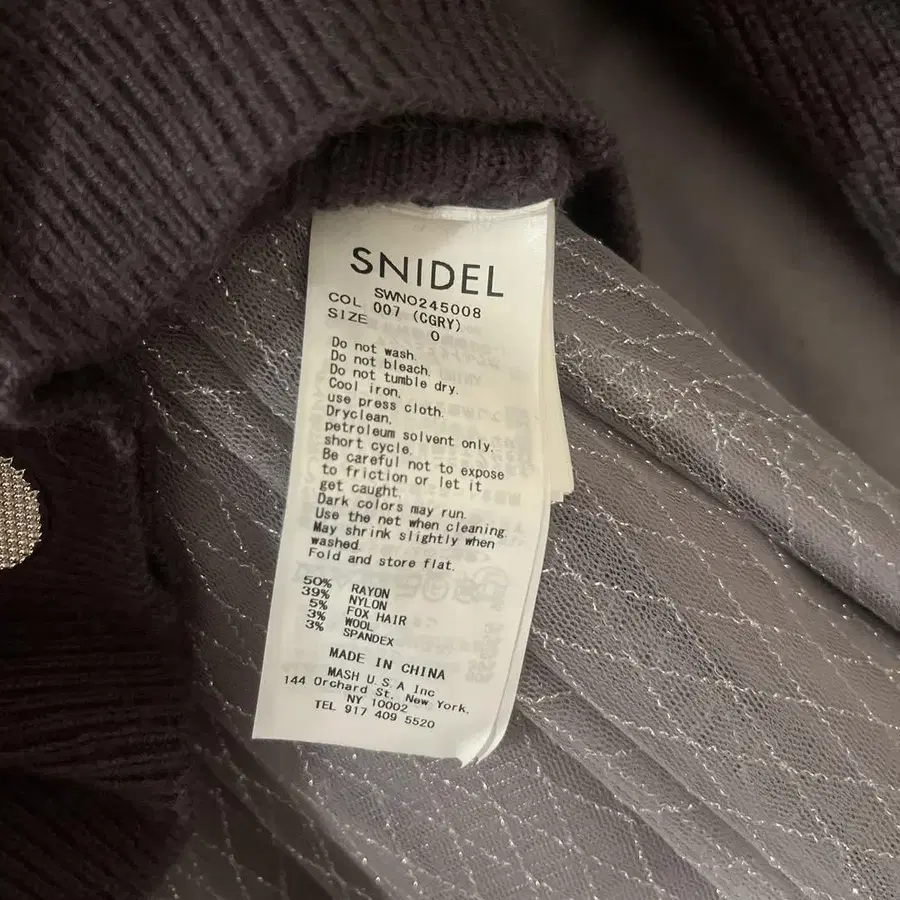 SNIDEL
SWNO245008
COL 007 (CGRY)
SIZE 0
Do not wash.
Do not bleach.
Do not tumble dry.
Cool iron,
use press cloth.
Dryclean,
petroleum solvent only,
short cycle.
Be careful not to expose
to friction or let it
get caught.
Dark colors may run.
Use the net when cleaning.
May shrink slightly when
washed.
Fold and store flat.
50% RAYON
39% NYLON
5% FOX HAIR
3% WOOL
3% SPANDEX
MADE IN CHINA
MASH U.S.A Inc
144 Orchard St. New York,
NY 10002
TEL 917 409 5520